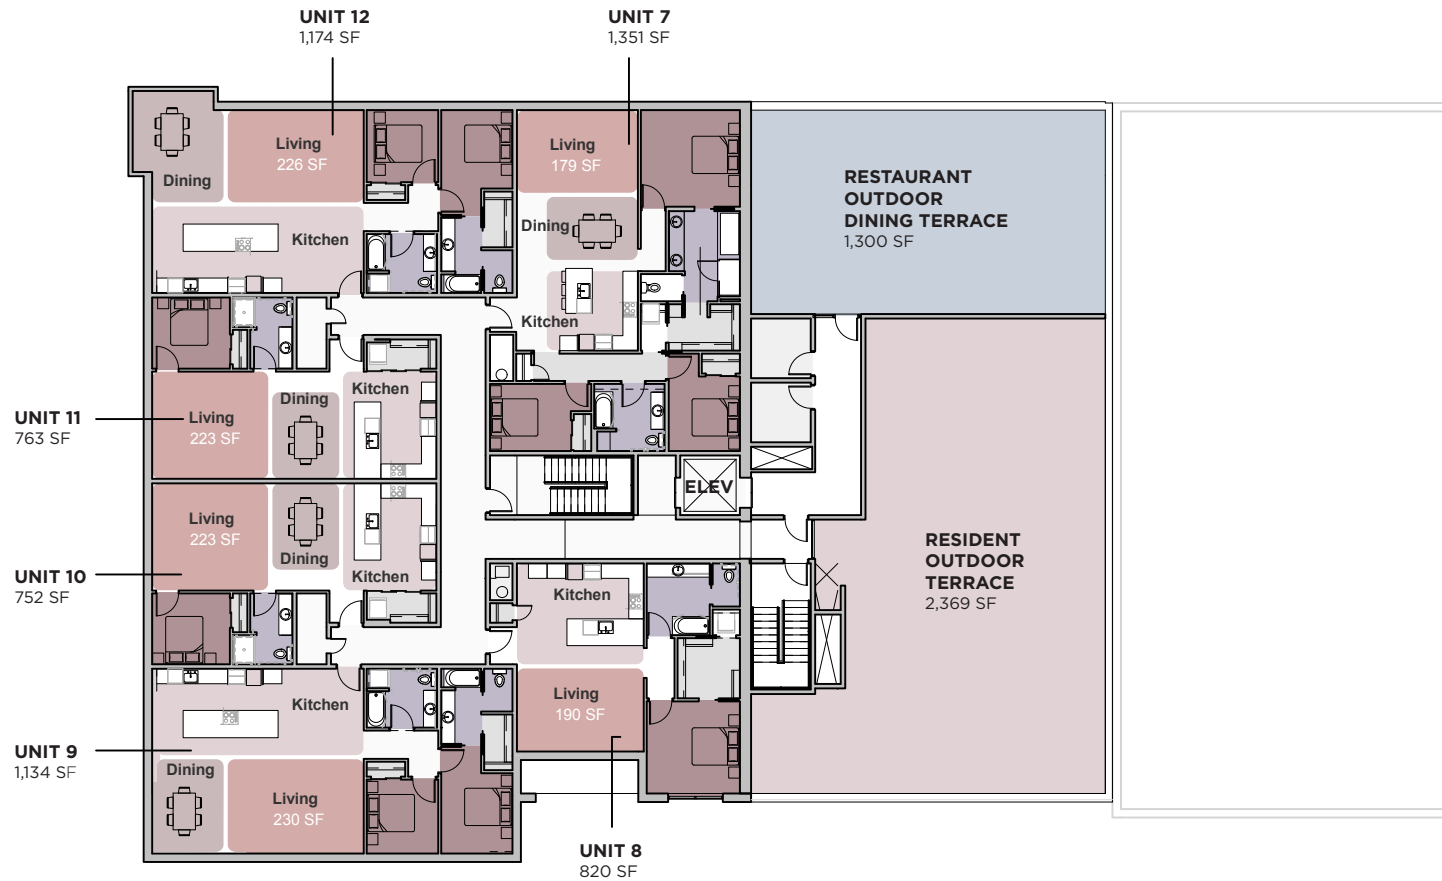 UNIT 12
1,174 SF
UNIT 7
1,351 SF
Living
226 SF
Dining
Kitchen
Living
179 SF
Dining
Kitchen
RESTAURANT
OUTDOOR
DINING TERRACE
1,300 SF
UNIT 11
763 SF
Living
223 SF
Dining
Kitchen
ELEV
UNIT 10
752 SF
Living
223 SF
Dining
Kitchen
RESIDENT
OUTDOOR
TERRACE
2,369 SF
UNIT 9
1,134 SF
Kitchen
Dining
Living
230 SF
Kitchen
Living
190 SF
UNIT 8
820 SF